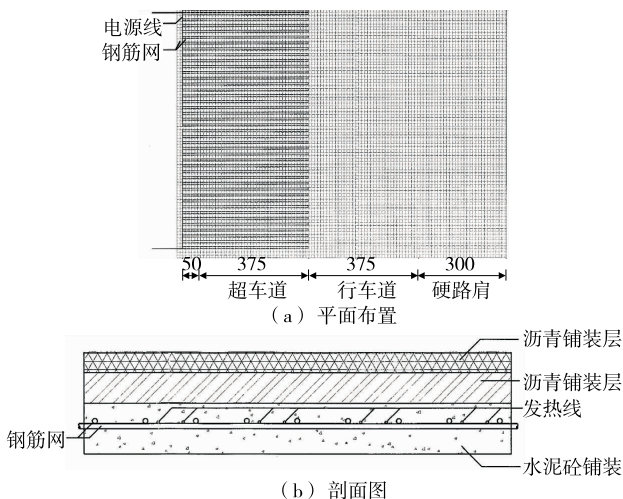 电源线
钢筋网
50 375 375 300
超车道 行车道 硬路肩
（a）平面布置
沥青铺装层
沥青铺装层
发热线
钢筋网
水泥砼铺装
（b）剖面图